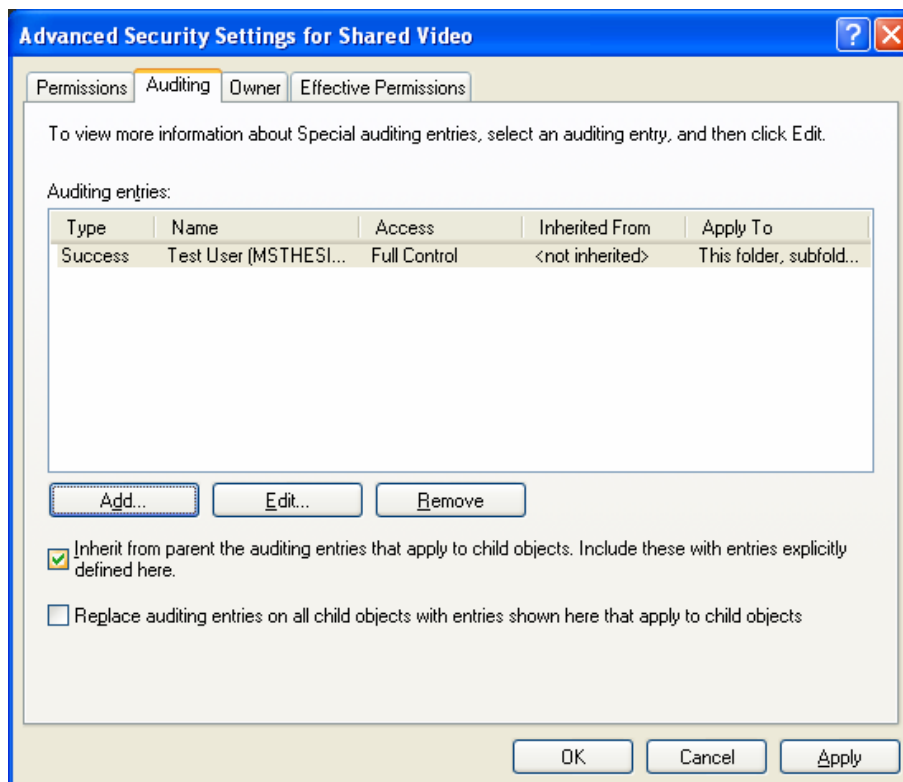 Advanced Security Settings for Shared Video
Permissions Auditing Owner Effective Permissions
To view more information about Special auditing entries, select an auditing entry, and then click Edit.
Auditing entries:
Type Name Access Inherited From Apply To
Success Test User (MSTHESI... Full Control <not inherited> This folder, subfold...
Add... Edit... Remove
Inherit from parent the auditing entries that apply to child objects. Include these with entries explicitly
defined here.
Replace auditing entries on all child objects with entries shown here that apply to child objects
OK Cancel Apply